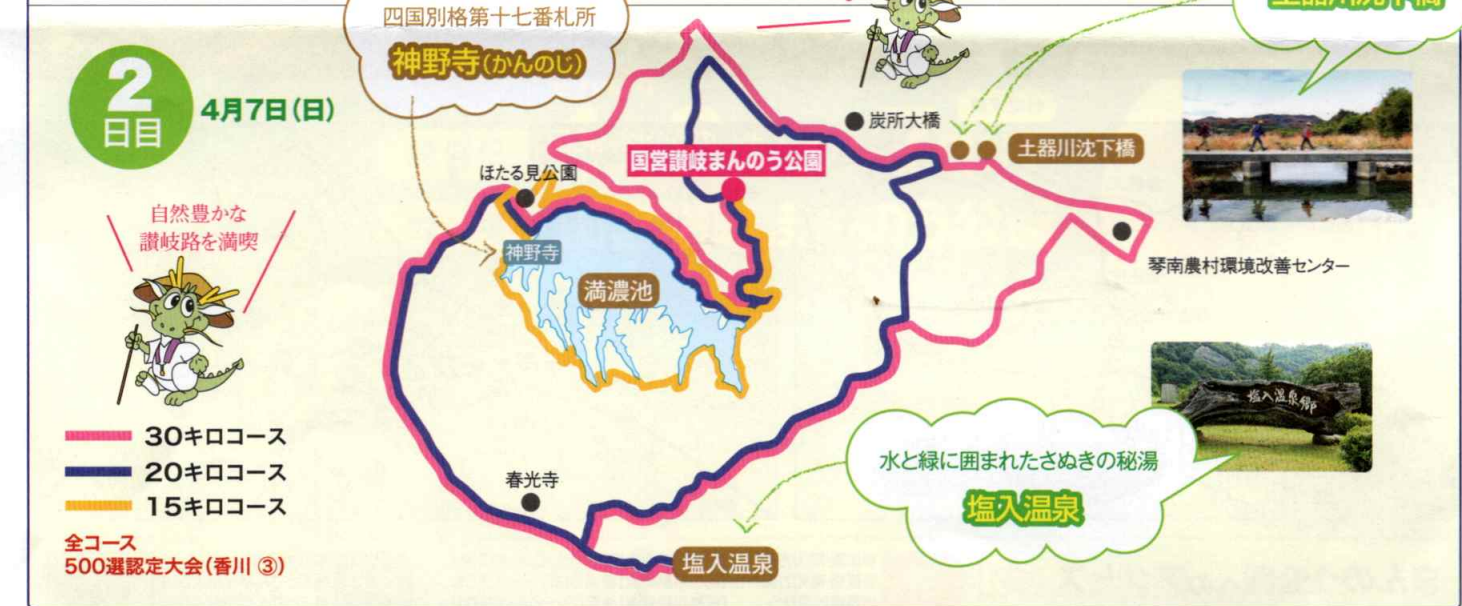 四国別格第十七番札所
神野寺(かんのじ)
土器川沈下橋
2
日目
4月7日(日)
炭所大橋
土器川沈下橋
国営讃岐まんのう公園
ほたる見公園
自然豊かな
讃岐路を満喫
神野寺
満濃池
琴南農村環境改善センター
塩入温泉郷
30キロコース
20キロコース
15キロコース
水と緑に囲まれたさぬきの秘湯
塩入温泉
春光寺
全コース
500選認定大会(香川 ③)
塩入温泉